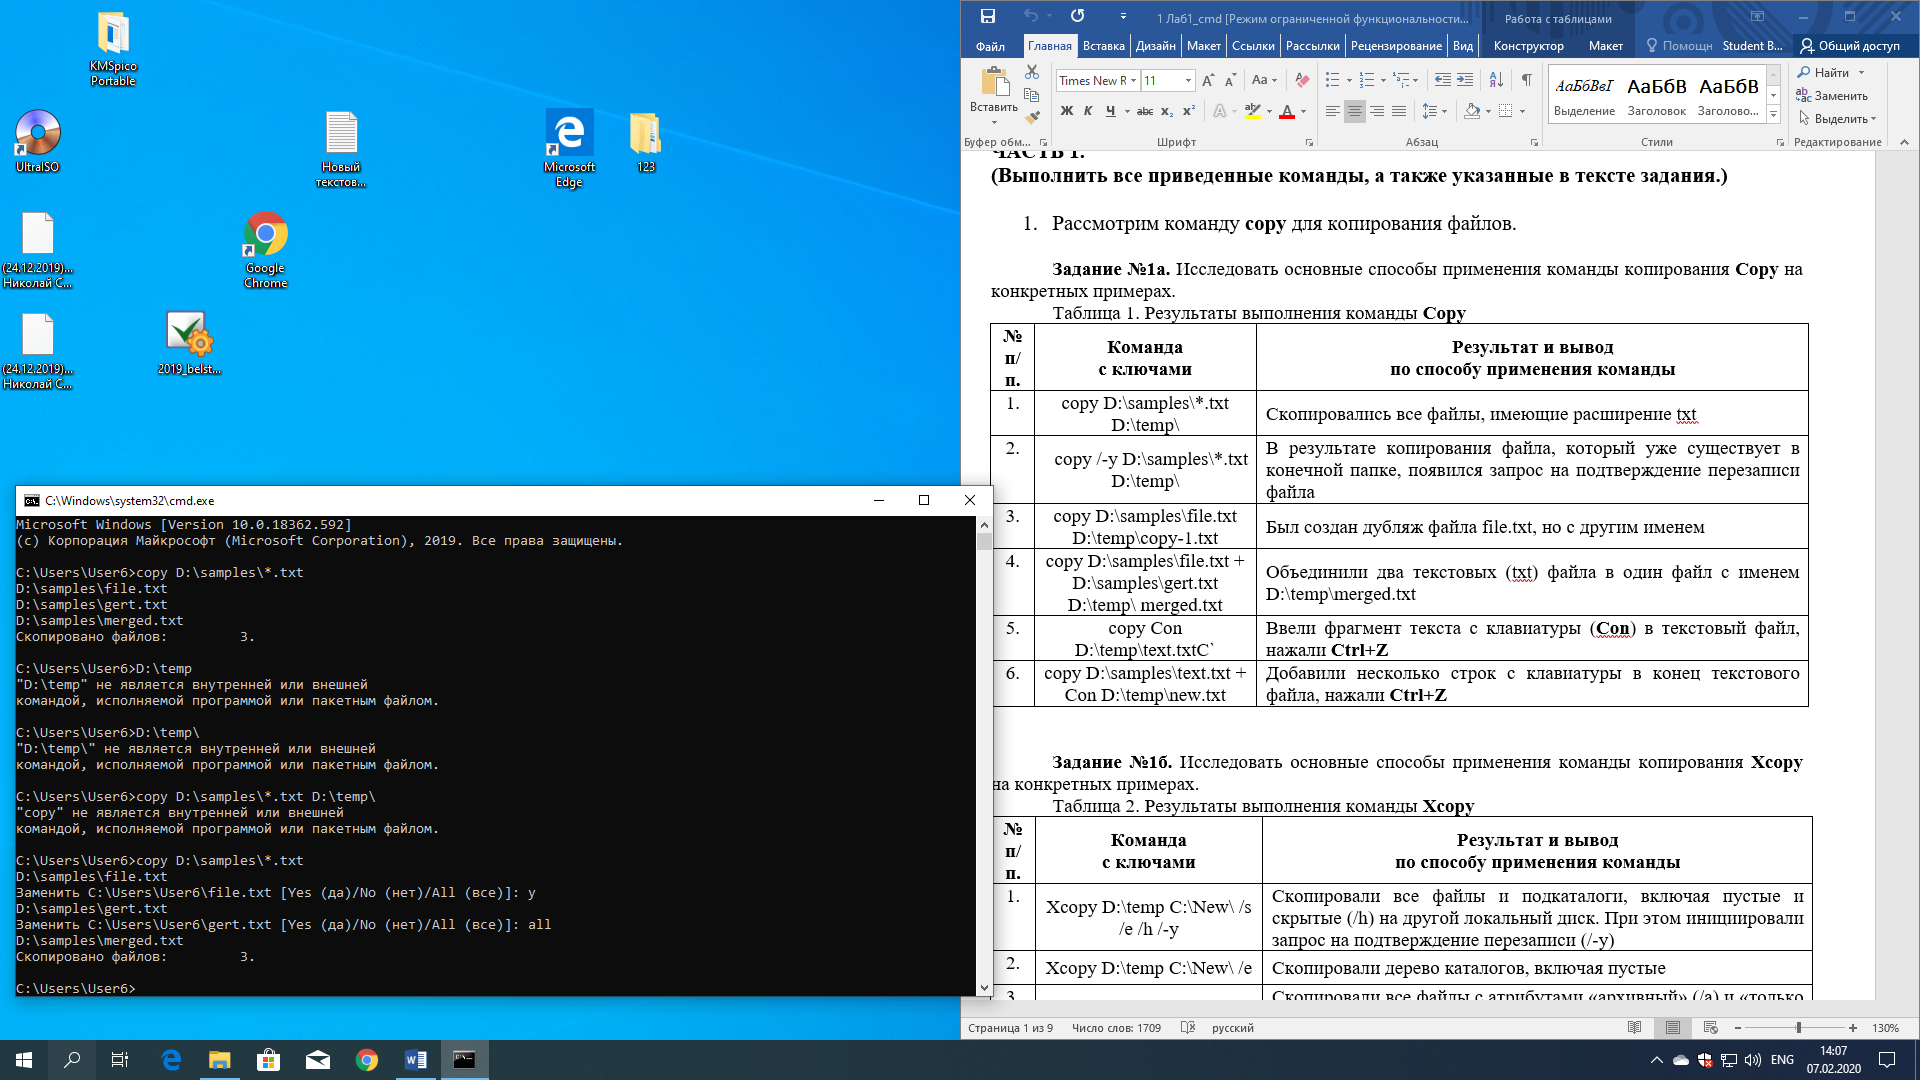 KMSpico
Portable
UltraISO
Новый
текстов...
Microsoft
Edge
123
(24.12.2019)...
Николай С...
Google
Chrome
(24.12.2019)...
Николай С...
2019_belst...
C:\Windows\system32\cmd.exe
Microsoft Windows [Version 10.0.18362.592]
(c) Корпорация Майкрософт (Microsoft Corporation), 2019. Все права защищены.
C:\Users\User6>copy D:\samples\*.txt
D:\samples\file.txt
D:\samples\gert.txt
D:\samples\merged.txt
Скопировано файлов:         3.
C:\Users\User6>D:\temp
"D:\temp" не является внутренней или внешней
командой, исполняемой программой или пакетным файлом.
C:\Users\User6>D:\temp\
"D:\temp\" не является внутренней или внешней
командой, исполняемой программой или пакетным файлом.
C:\Users\User6>copy D:\samples\*.txt D:\temp\
"copy" не является внутренней или внешней
командой, исполняемой программой или пакетным файлом.
C:\Users\User6>copy D:\samples\*.txt
D:\samples\file.txt
Заменить C:\Users\User6\file.txt [Yes (да)/No (нет)/All (все)]: y
D:\samples\gert.txt
Заменить C:\Users\User6\gert.txt [Yes (да)/No (нет)/All (все)]: all
D:\samples\merged.txt
Скопировано файлов:         3.
C:\Users\User6>
1 Лаб1_cmd [Режим ограниченной функциональности...
Работа с таблицами
Файл Главная Вставка Дизайн Макет Ссылки Рассылки Рецензирование Вид Конструктор Макет Помощн Student B... Общий доступ
Вставить
Буфер обм...
Times New R 11 Aa
Ж К Ч abc x₂ x²
Шрифт
Абзац
АаБбВвІ АаБбВ АаБбВ
Выделение Заголовок Заголово...
Стили
Найти
Заменить
Выделить
Редактирование
ЧАСТЬ 1.
(Выполнить все приведенные команды, а также указанные в тексте задания.)
1. Рассмотрим команду copy для копирования файлов.
Задание №1а. Исследовать основные способы применения команды копирования Copy на
конкретных примерах.
Таблица 1. Результаты выполнения команды Copy
№
п/
п.
Команда
с ключами
Результат и вывод
по способу применения команды
1.
copy D:\samples\*.txt
D:\temp\
Скопировались все файлы, имеющие расширение txt
2.
copy /-y D:\samples\*.txt
D:\temp\
В результате копирования файла, который уже существует в
конечной папке, появился запрос на подтверждение перезаписи
файла
3.
copy D:\samples\file.txt
D:\temp\copy-1.txt
Был создан дубляж файла file.txt, но с другим именем
4.
copy D:\samples\file.txt +
D:\samples\gert.txt
D:\temp\ merged.txt
Объединили два текстовых (txt) файла в один файл с именем
D:\temp\merged.txt
5.
copy Con
D:\temp\text.txtC`
Ввели фрагмент текста с клавиатуры (Con) в текстовый файл,
нажали Ctrl+Z
6.
copy D:\samples\text.txt +
Con D:\temp\new.txt
Добавили несколько строк с клавиатуры в конец текстового
файла, нажали Ctrl+Z
Задание №1б. Исследовать основные способы применения команды копирования Xcopy
на конкретных примерах.
Таблица 2. Результаты выполнения команды Xcopy
№
п/
п.
Команда
с ключами
Результат и вывод
по способу применения команды
1.
Xcopy D:\temp C:\New\ /s
/e /h /-y
Скопировали все файлы и подкаталоги, включая пустые и
скрытые (/h) на другой локальный диск. При этом инициировали
запрос на подтверждение перезаписи (/-y)
2.
Xcopy D:\temp C:\New\ /e
Скопировали дерево каталогов, включая пустые
3.
Скопировали все файлы с атрибутами «архивный» (/a) и «только
Страница 1 из 9 Число слов: 1709 русский 130%
ENG
14:07
07.02.2020